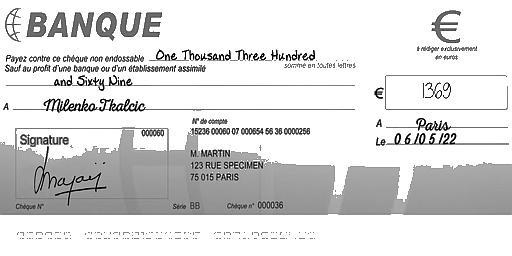 BANQUE
€
à rédiger exclusivement
en euros
Payez contre ce chèque non endossable One Thousand Three Hundred
Sauf au profit d'une banque ou d'un établissement assimilé
somme en toutes lettres
and Sixty Nine
€ 1369
A Milenko Tkalcic
A Paris
Le 06/05/22
Signature
000060
N° de compte
15236 00060 07 000654 56 36 0000256
M. MARTIN
123 RUE SPECIMEN
75 015 PARIS
Chèque N°
Série BB
Chèque n° 000036